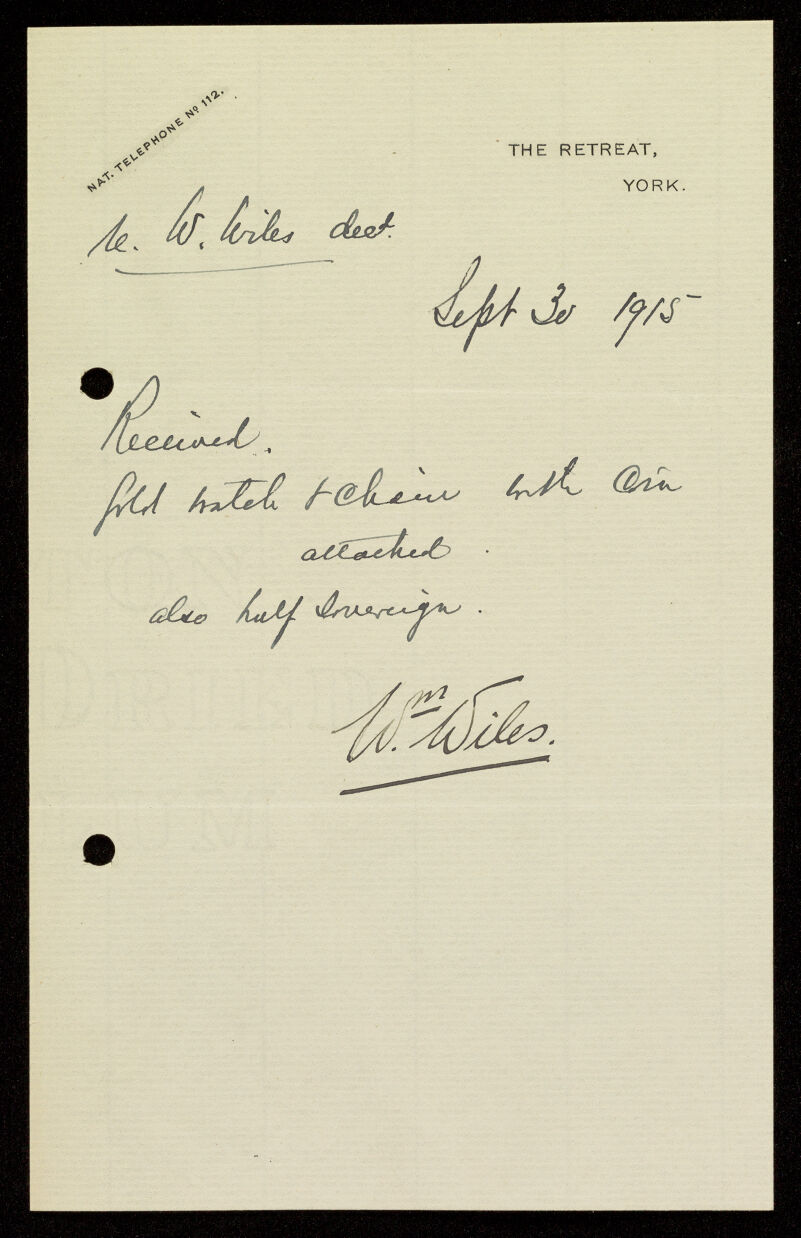 NAT. TELEPHONE Nº 112.
THE RETREAT,
YORK.
W. Wiles decd.
Sept 30 1915
Received.
Gold watch & Chain with Coin
attached.
also half Sovereign.
Wm. Wiles.